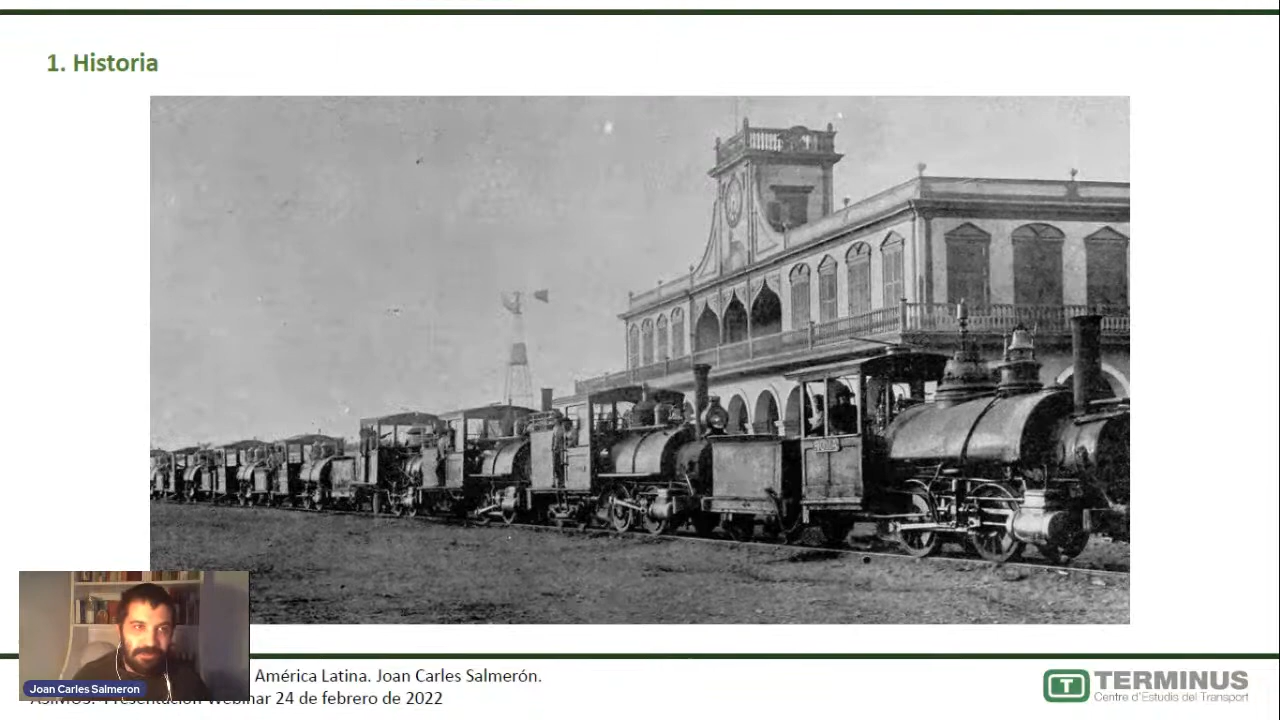 1. Historia
América Latina. Joan Carles Salmerón.
Webinar 24 de febrero de 2022
Joan Carles Salmeron
TERMINUS
Centre d'Estudis del Transport